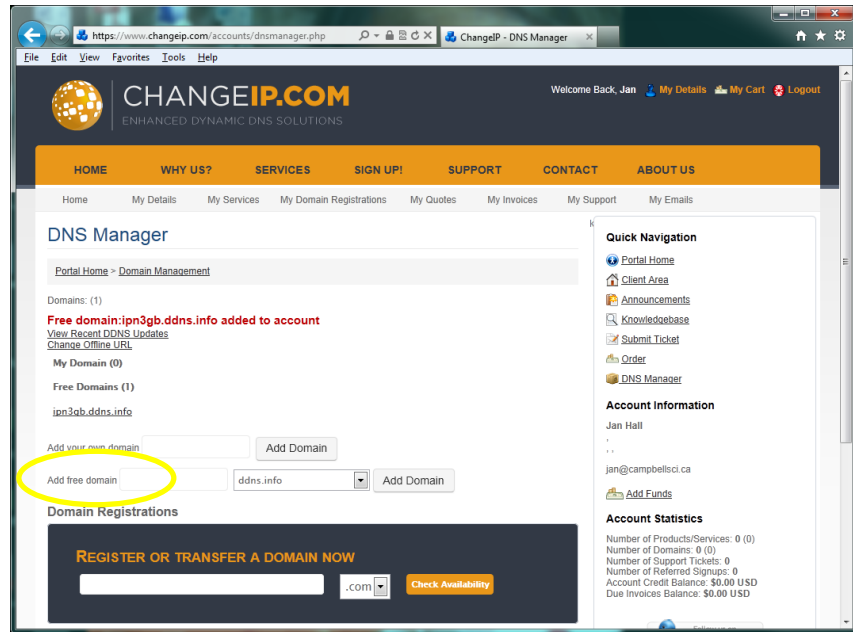 https://www.changeip.com/accounts/dnsmanager.php
ChangeIP - DNS Manager
File Edit View Favorites Tools Help
CHANGEIP.COM
ENHANCED DYNAMIC DNS SOLUTIONS
Welcome Back, Jan My Details My Cart Logout
HOME WHY US? SERVICES SIGN UP! SUPPORT CONTACT ABOUT US
Home My Details My Services My Domain Registrations My Quotes My Invoices My Support My Emails
DNS Manager
Portal Home > Domain Management
Domains: (1)
Free domain:ipn3gb.ddns.info added to account
View Recent DDNS Updates
Change Offline URL
My Domain (0)
Free Domains (1)
ipn3gb.ddns.info
Add your own domain Add Domain
Add free domain ddns.info Add Domain
Domain Registrations
REGISTER OR TRANSFER A DOMAIN NOW
.com Check Availability
Quick Navigation
Portal Home
Client Area
Announcements
Knowledgebase
Submit Ticket
Order
DNS Manager
Account Information
Jan Hall
,
, ,
jan@campbellsci.ca
Add Funds
Account Statistics
Number of Products/Services: 0 (0)
Number of Domains: 0 (0)
Number of Support Tickets: 0
Number of Referred Signups: 0
Account Credit Balance: $0.00 USD
Due Invoices Balance: $0.00 USD